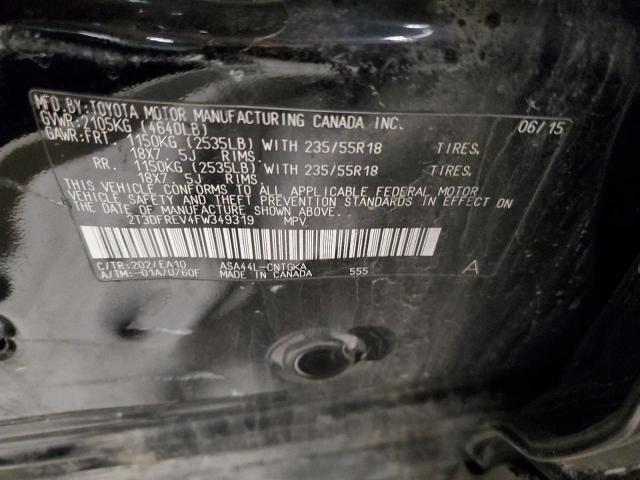 MFD.BY:TOYOTA MOTOR MANUFACTURING CANADA INC. 06/15
GVWR:2105KG (4640LB)
GAWR:FRT. 1150KG (2535LB) WITH 235/55R18 TIRES,
18X7.5J RIMS.
RR. 1150KG (2535LB) WITH 235/55R18 TIRES,
18X7.5J RIMS.
THIS VEHICLE CONFORMS TO ALL APPLICABLE FEDERAL MOTOR
VEHICLE SAFETY AND THEFT PREVENTION STANDARDS IN EFFECT ON
THE DATE OF MANUFACTURE SHOWN ABOVE.
2T3DFREV4FW349319 MPV
C/TR:202/EA10 ASA44L-CNTGKA
A/TM:-01A/U760F MADE IN CANADA 555 A